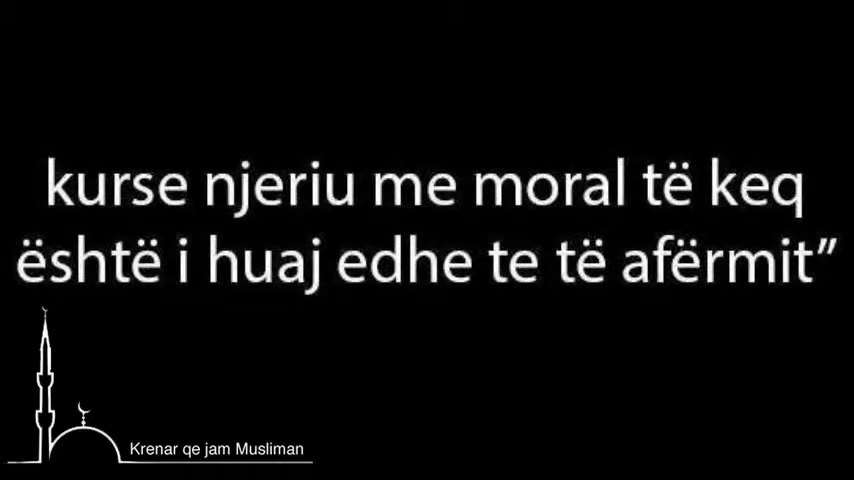 kurse njeriu me moral të keq
është i huaj edhe te të afërmit”
Krenar qe jam Musliman